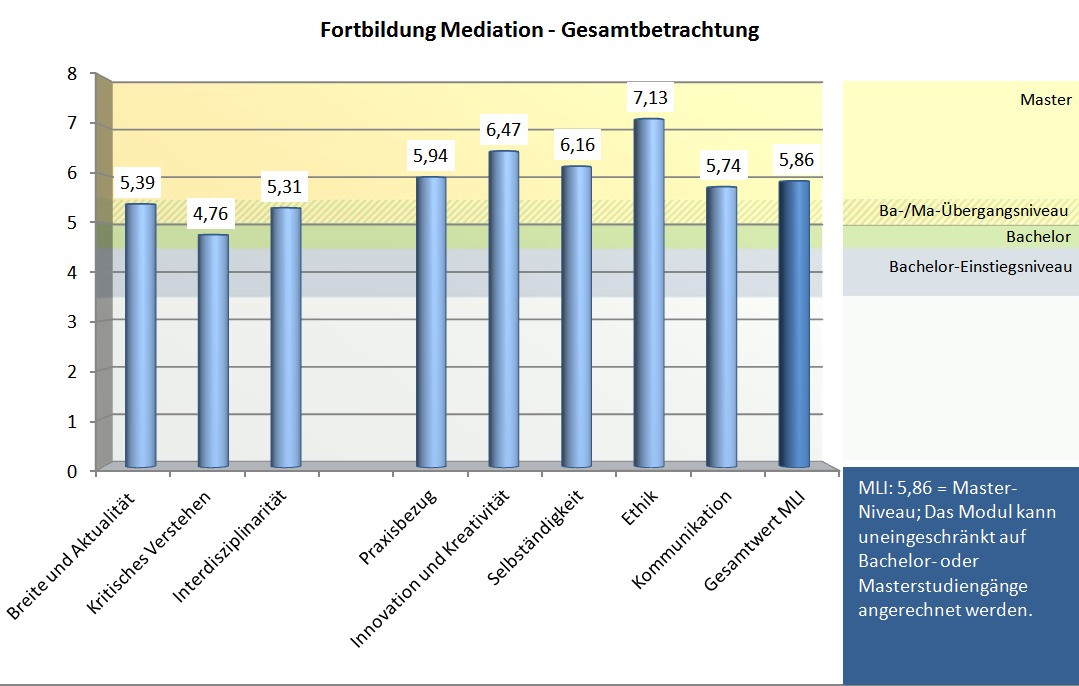 Fortbildung Mediation - Gesamtbetrachtung
8
7
6
5
4
3
2
1
0
5,39
4,76
5,31
5,94
6,47
6,16
7,13
5,74
5,86
Breite und Aktualität
Kritisches Verstehen
Interdisziplinarität
Praxisbezug
Innovation und Kreativität
Selbständigkeit
Ethik
Kommunikation
Gesamtwert MLI
Master
Ba-/Ma-Übergangsniveau
Bachelor
Bachelor-Einstiegsniveau
MLI: 5,86 = Master-
Niveau; Das Modul kann
uneingeschränkt auf
Bachelor- oder
Masterstudiengänge
angerechnet werden.